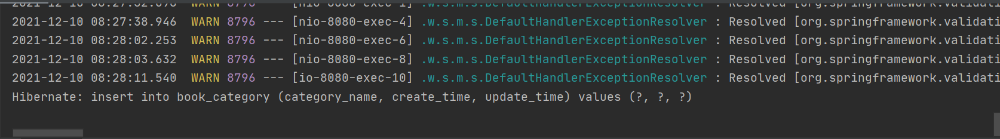 2021-12-10 08:27:38.946  WARN 8796 --- [nio-8080-exec-4] .w.s.m.s.DefaultHandlerExceptionResolver : Resolved [org.springframework.validati
2021-12-10 08:28:02.253  WARN 8796 --- [nio-8080-exec-6] .w.s.m.s.DefaultHandlerExceptionResolver : Resolved [org.springframework.validati
2021-12-10 08:28:03.632  WARN 8796 --- [nio-8080-exec-8] .w.s.m.s.DefaultHandlerExceptionResolver : Resolved [org.springframework.validati
2021-12-10 08:28:11.540  WARN 8796 --- [io-8080-exec-10] .w.s.m.s.DefaultHandlerExceptionResolver : Resolved [org.springframework.validati
Hibernate: insert into book_category (category_name, create_time, update_time) values (?, ?, ?)